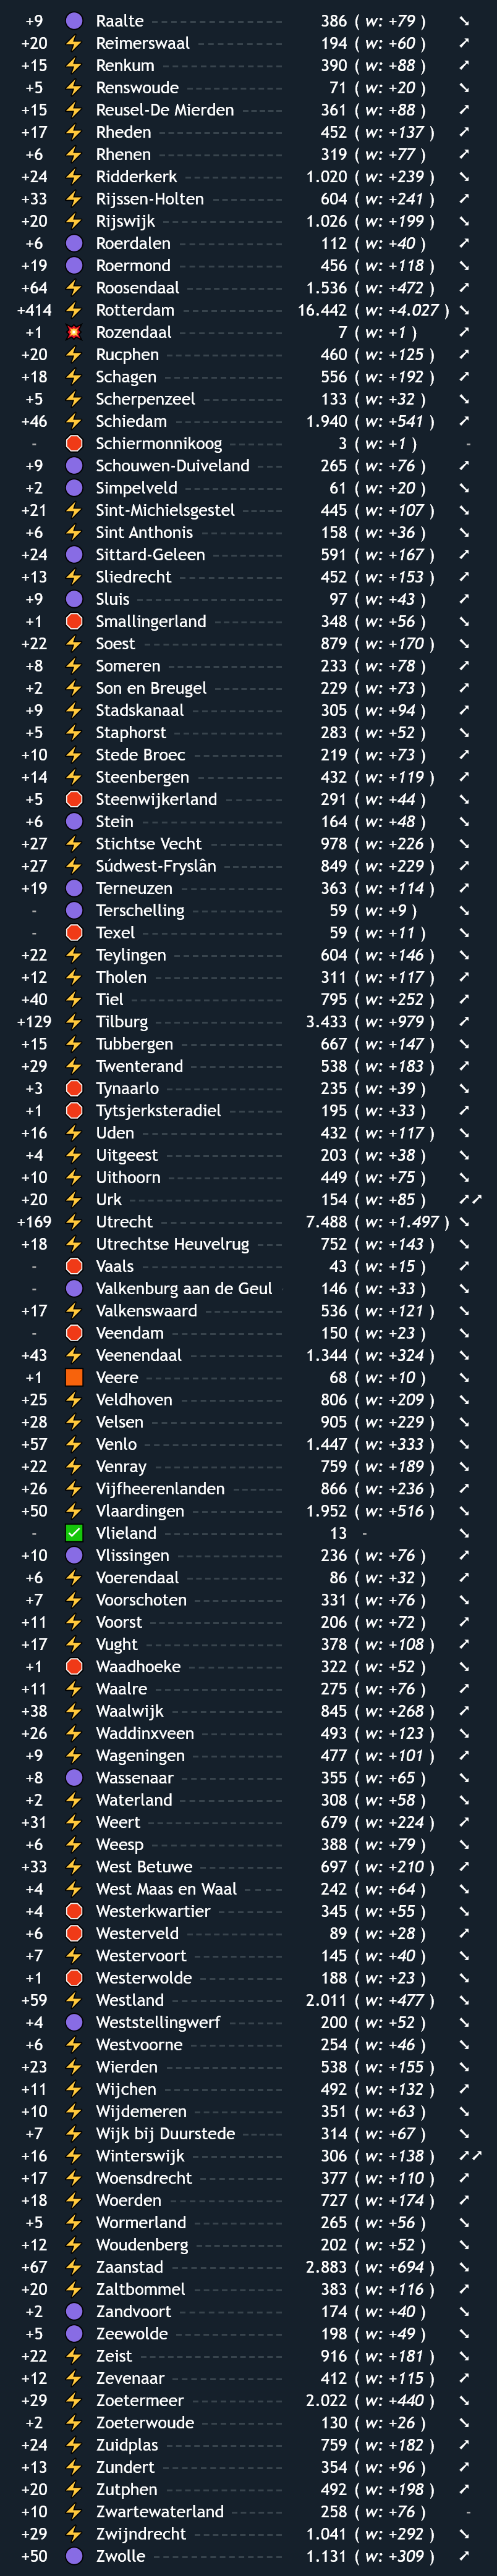 +9 Raalte 386 ( w: +79 ) ↘
+20 ⚡ Reimerswaal 194 ( w: +60 ) ↗
+15 ⚡ Renkum 390 ( w: +88 ) ↗
+5 ⚡ Renswoude 71 ( w: +20 ) ↘
+15 ⚡ Reusel-De Mierden 361 ( w: +88 ) ↗
+17 ⚡ Rheden 452 ( w: +137 ) ↗
+6 ⚡ Rhenen 319 ( w: +77 ) ↗
+24 ⚡ Ridderkerk 1.020 ( w: +239 ) ↘
+33 ⚡ Rijssen-Holten 604 ( w: +241 ) ↗
+20 ⚡ Rijswijk 1.026 ( w: +199 ) ↘
+6 Roerdalen 112 ( w: +40 ) ↗
+19 Roermond 456 ( w: +118 ) ↘
+64 ⚡ Roosendaal 1.536 ( w: +472 ) ↗
+414 ⚡ Rotterdam 16.442 ( w: +4.027 ) ↘
+1 Rozendaal 7 ( w: +1 ) ↗
+20 ⚡ Rucphen 460 ( w: +125 ) ↗
+18 ⚡ Schagen 556 ( w: +192 ) ↗
+5 ⚡ Scherpenzeel 133 ( w: +32 ) ↗
+46 ⚡ Schiedam 1.940 ( w: +541 ) ↗
- Schiermonnikoog 3 ( w: +1 ) -
+9 Schouwen-Duiveland 265 ( w: +76 ) ↗
+2 Simpelveld 61 ( w: +20 ) ↘
+21 ⚡ Sint-Michielsgestel 445 ( w: +107 ) ↘
+6 ⚡ Sint Anthonis 158 ( w: +36 ) ↘
+24 Sittard-Geleen 591 ( w: +167 ) ↗
+13 ⚡ Sliedrecht 452 ( w: +153 ) ↗
+9 Sluis 97 ( w: +43 ) ↗
+1 Smallingerland 348 ( w: +56 ) ↘
+22 ⚡ Soest 879 ( w: +170 ) ↘
+8 ⚡ Someren 233 ( w: +78 ) ↗
+2 ⚡ Son en Breugel 229 ( w: +73 ) ↗
+9 ⚡ Stadskanaal 305 ( w: +94 ) ↗
+5 ⚡ Staphorst 283 ( w: +52 ) ↘
+10 ⚡ Stede Broec 219 ( w: +73 ) ↗
+14 ⚡ Steenbergen 432 ( w: +119 ) ↗
+5 Steenwijkerland 291 ( w: +44 ) ↘
+6 Stein 164 ( w: +48 ) ↘
+27 ⚡ Stichtse Vecht 978 ( w: +226 ) ↘
+27 ⚡ Súdwest-Fryslân 849 ( w: +229 ) ↗
+19 Terneuzen 363 ( w: +114 ) ↗
- Terschelling 59 ( w: +9 ) ↘
- Texel 59 ( w: +11 ) ↘
+22 ⚡ Teylingen 604 ( w: +146 ) ↘
+12 ⚡ Tholen 311 ( w: +117 ) ↗
+40 ⚡ Tiel 795 ( w: +252 ) ↗
+129 ⚡ Tilburg 3.433 ( w: +979 ) ↗
+15 ⚡ Tubbergen 667 ( w: +147 ) ↘
+29 ⚡ Twenterand 538 ( w: +183 ) ↗
+3 Tynaarlo 235 ( w: +39 ) ↘
+1 Tytsjerksteradiel 195 ( w: +33 ) ↗
+16 ⚡ Uden 432 ( w: +117 ) ↘
+4 ⚡ Uitgeest 203 ( w: +38 ) ↘
+10 ⚡ Uithoorn 449 ( w: +75 ) ↘
+20 ⚡ Urk 154 ( w: +85 ) ↗↗
+169 ⚡ Utrecht 7.488 ( w: +1.497 ) ↘
+18 ⚡ Utrechtse Heuvelrug 752 ( w: +143 ) ↘
- Vaals 43 ( w: +15 ) ↗
- Valkenburg aan de Geul 146 ( w: +33 ) ↘
+17 ⚡ Valkenswaard 536 ( w: +121 ) ↘
- Veendam 150 ( w: +23 ) ↘
+43 ⚡ Veenendaal 1.344 ( w: +324 ) ↘
+1 Veere 68 ( w: +10 ) ↘
+25 ⚡ Veldhoven 806 ( w: +209 ) ↘
+28 ⚡ Velsen 905 ( w: +229 ) ↘
+57 ⚡ Venlo 1.447 ( w: +333 ) ↘
+22 ⚡ Venray 759 ( w: +189 ) ↘
+26 ⚡ Vijfheerenlanden 866 ( w: +236 ) ↗
+50 ⚡ Vlaardingen 1.952 ( w: +516 ) ↘
- ✅ Vlieland 13 - ↘
+10 Vlissingen 236 ( w: +76 ) ↗
+6 ⚡ Voerendaal 86 ( w: +32 ) ↗
+7 ⚡ Voorschoten 331 ( w: +76 ) ↘
+11 ⚡ Voorst 206 ( w: +72 ) ↗
+17 ⚡ Vught 378 ( w: +108 ) ↗
+1 Waadhoeke 322 ( w: +52 ) ↘
+11 ⚡ Waalre 275 ( w: +76 ) ↗
+38 ⚡ Waalwijk 845 ( w: +268 ) ↗
+26 ⚡ Waddinxveen 493 ( w: +123 ) ↘
+9 ⚡ Wageningen 477 ( w: +101 ) ↗
+8 Wassenaar 355 ( w: +65 ) ↘
+2 ⚡ Waterland 308 ( w: +58 ) ↘
+31 ⚡ Weert 679 ( w: +224 ) ↗
+6 ⚡ Weesp 388 ( w: +79 ) ↘
+33 ⚡ West Betuwe 697 ( w: +210 ) ↗
+4 ⚡ West Maas en Waal 242 ( w: +64 ) ↘
+4 Westerkwartier 345 ( w: +55 ) ↘
+6 Westerveld 89 ( w: +28 ) ↗
+7 ⚡ Westervoort 145 ( w: +40 ) ↘
+1 Westerwolde 188 ( w: +23 ) ↘
+59 ⚡ Westland 2.011 ( w: +477 ) ↘
+4 Weststellingwerf 200 ( w: +52 ) ↘
+6 ⚡ Westvoorne 254 ( w: +46 ) ↘
+23 ⚡ Wierden 538 ( w: +155 ) ↘
+11 ⚡ Wijchen 492 ( w: +132 ) ↗
+10 ⚡ Wijdemeren 351 ( w: +63 ) ↘
+7 ⚡ Wijk bij Duurstede 314 ( w: +67 ) ↘
+16 ⚡ Winterswijk 306 ( w: +138 ) ↗↗
+17 ⚡ Woensdrecht 377 ( w: +110 ) ↗
+18 ⚡ Woerden 727 ( w: +174 ) ↗
+5 ⚡ Wormerland 265 ( w: +56 ) ↘
+12 ⚡ Woudenberg 202 ( w: +52 ) ↘
+67 ⚡ Zaanstad 2.883 ( w: +694 ) ↘
+20 ⚡ Zaltbommel 383 ( w: +116 ) ↗
+2 Zandvoort 174 ( w: +40 ) ↘
+5 Zeewolde 198 ( w: +49 ) ↘
+22 ⚡ Zeist 916 ( w: +181 ) ↘
+12 ⚡ Zevenaar 412 ( w: +115 ) ↗
+29 ⚡ Zoetermeer 2.022 ( w: +440 ) ↘
+2 ⚡ Zoeterwoude 130 ( w: +26 ) ↘
+24 ⚡ Zuidplas 759 ( w: +182 ) ↗
+13 ⚡ Zundert 354 ( w: +96 ) ↗
+20 ⚡ Zutphen 492 ( w: +198 ) ↗
+10 ⚡ Zwartewaterland 258 ( w: +76 ) -
+29 ⚡ Zwijndrecht 1.041 ( w: +292 ) ↘
+50 Zwolle 1.131 ( w: +309 ) ↗